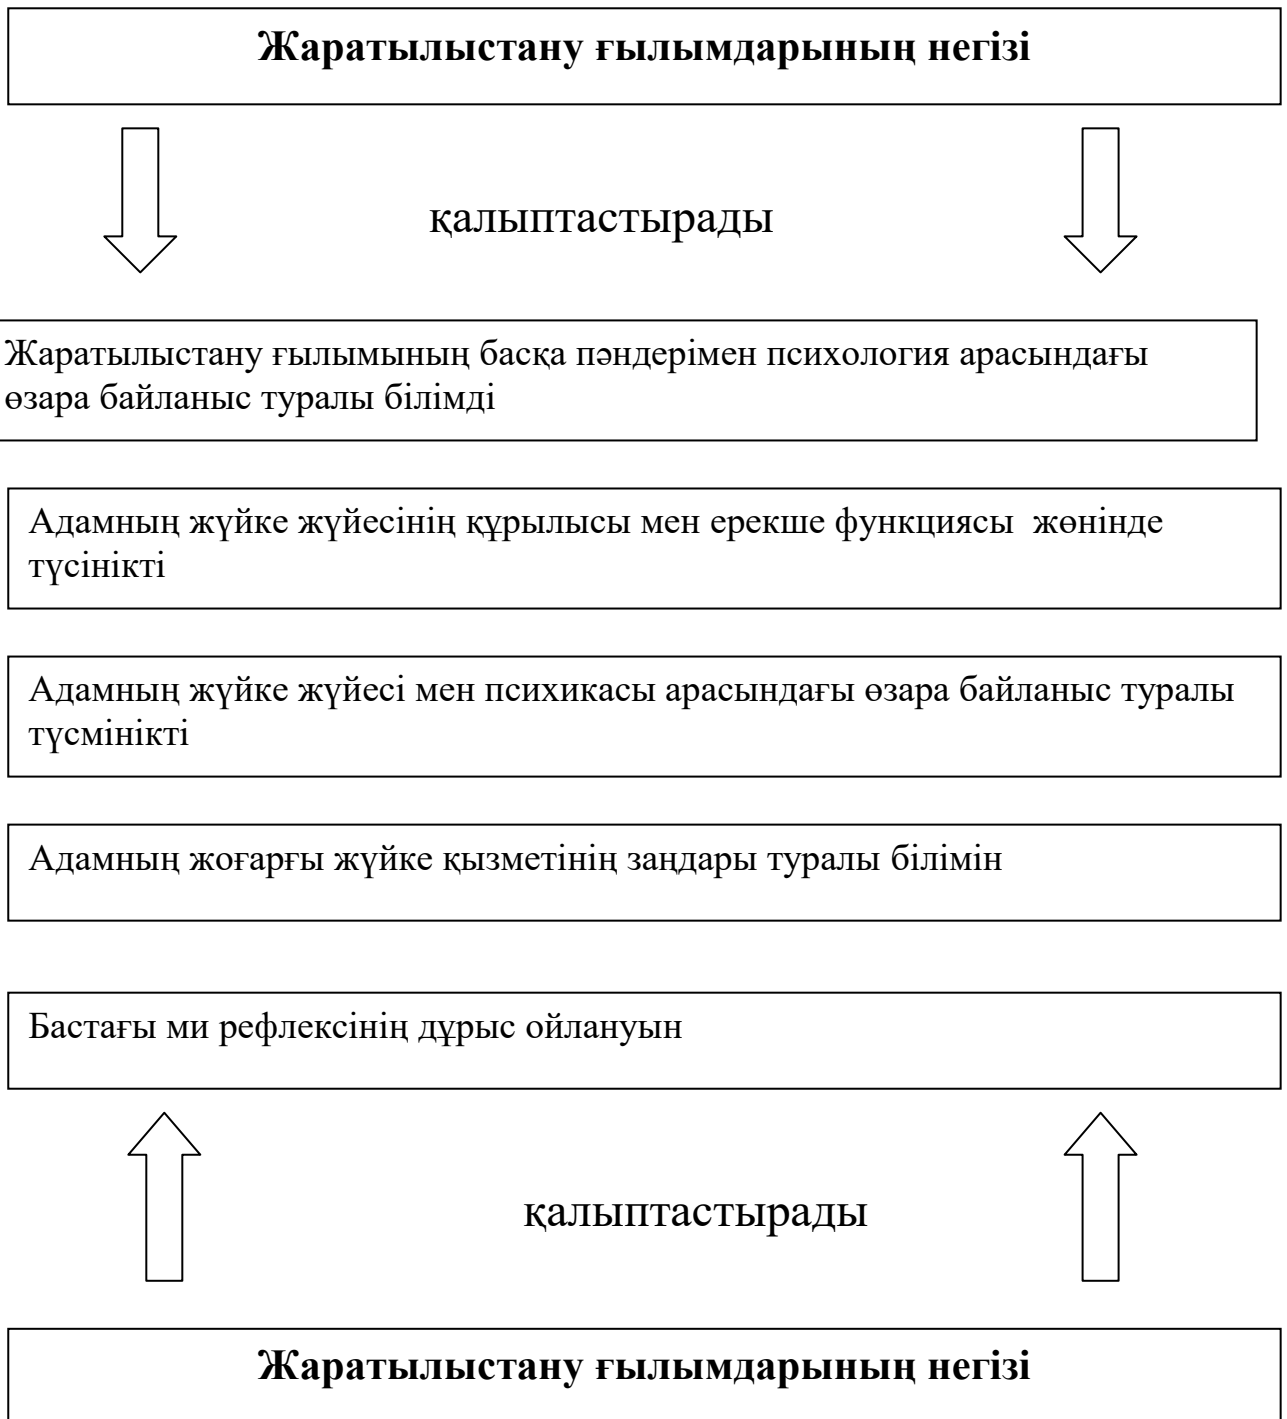 Жаратылыстану ғылымдарының негізі
қалыптастырады
Жаратылыстану ғылымының басқа пәндерімен психология арасындағы
өзара байланыс туралы білімді
Адамның жүйке жүйесінің құрылысы мен ерекше функциясы  жөнінде
түсінікті
Адамның жүйке жүйесі мен психикасы арасындағы өзара байланыс туралы
түсмінікті
Адамның жоғарғы жүйке қызметінің заңдары туралы білімін
Бастағы ми рефлексінің дұрыс ойлануын
қалыптастырады
Жаратылыстану ғылымдарының негізі